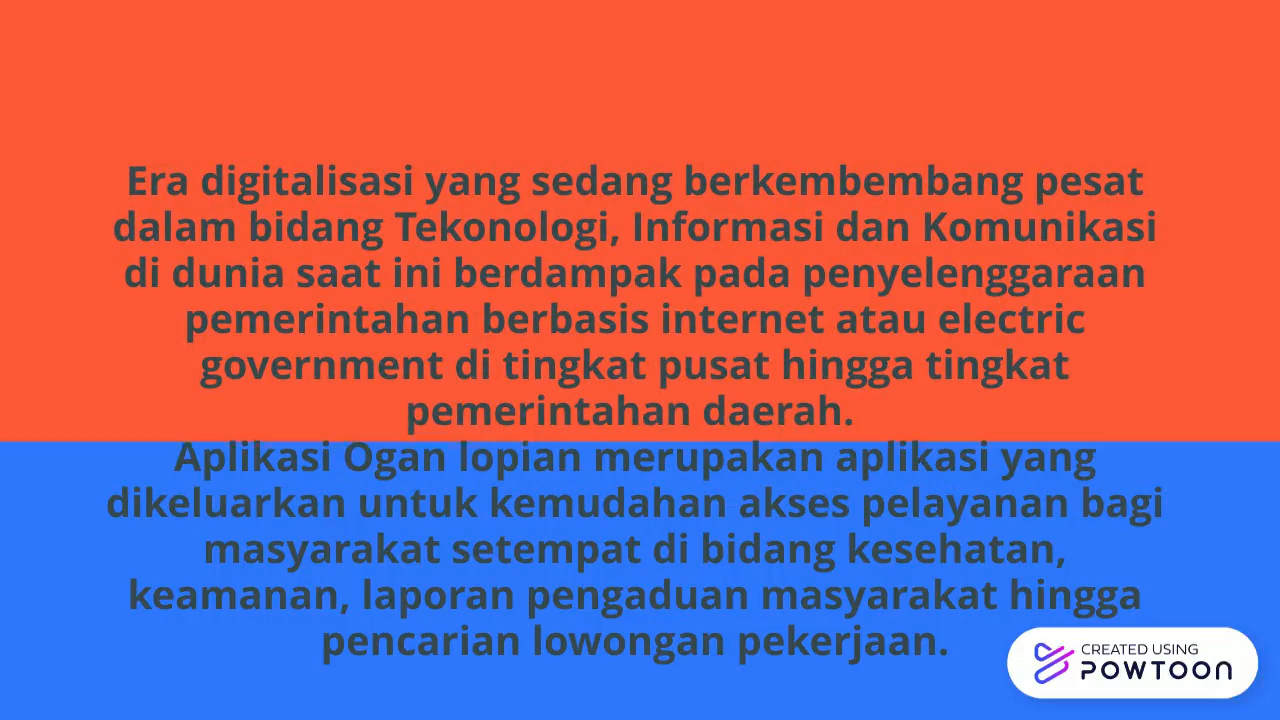 Era digitalisasi yang sedang berkembembang pesat
dalam bidang Tekonologi, Informasi dan Komunikasi
di dunia saat ini berdampak pada penyelenggaraan
pemerintahan berbasis internet atau electric
government di tingkat pusat hingga tingkat
pemerintahan daerah.
Aplikasi Ogan lopian merupakan aplikasi yang
dikeluarkan untuk kemudahan akses pelayanan bagi
masyarakat setempat di bidang kesehatan,
keamanan, laporan pengaduan masyarakat hingga
pencarian lowongan pekerjaan.
CREATED USING
POWTOON